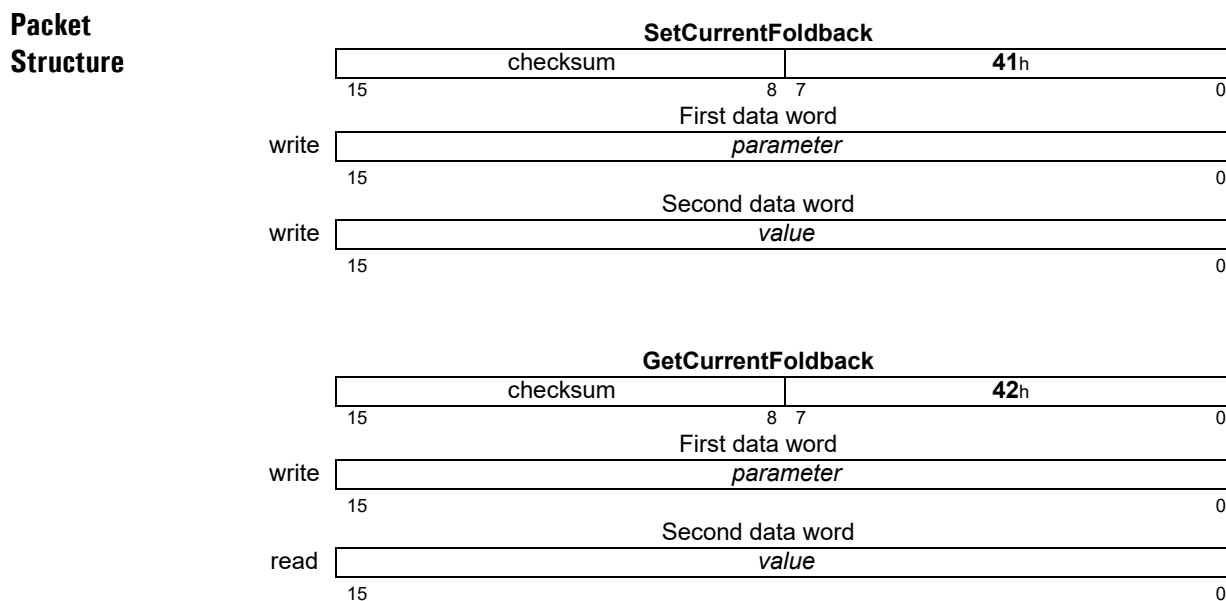 Packet
Structure
SetCurrentFoldback
checksum 41h
15 8 7 0
First data word
write parameter
15 0
Second data word
write value
15 0
GetCurrentFoldback
checksum 42h
15 8 7 0
First data word
write parameter
15 0
Second data word
read value
15 0